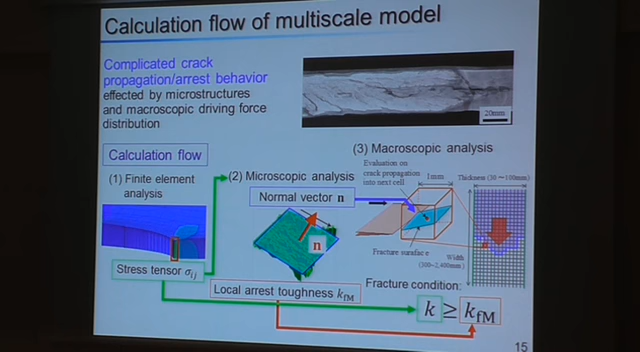 Calculation flow of multiscale model
Complicated crack
propagation/arrest behavior
effected by microstructures
and macroscopic driving force
distribution
20mm
Calculation flow
(1) Finite element
analysis
Stress tensor σij
(2) Microscopic analysis
Normal vector n
n
Local arrest toughness kfM
(3) Macroscopic analysis
Evaluation on
crack propagation
into next cell
1mm
Thickness (30~100mm)
Fracture surafac e
Width
(300~2,400mm)
Fracture condition:
k ≥ kfM
15